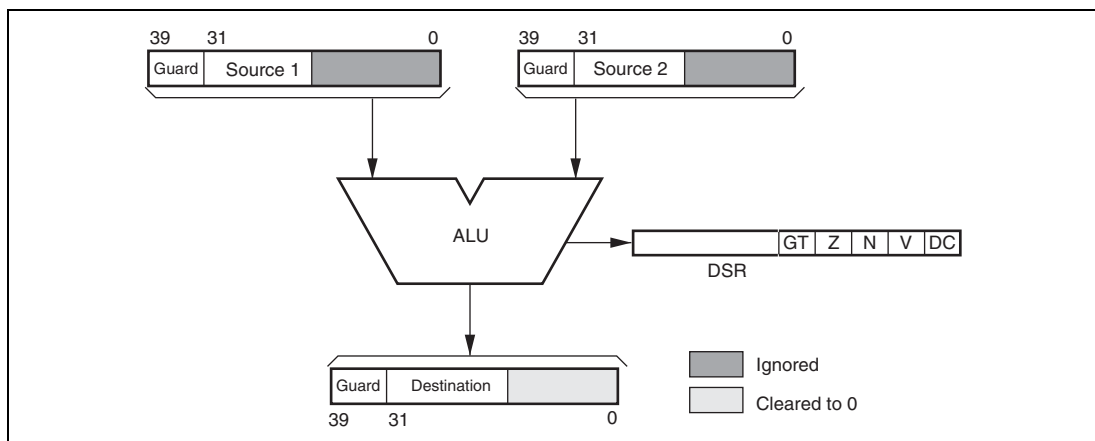 39 31 0
39 31 0
Guard Source 1
Guard Source 2
ALU
GT Z N V DC
DSR
Guard Destination
39 31 0
Ignored
Cleared to 0